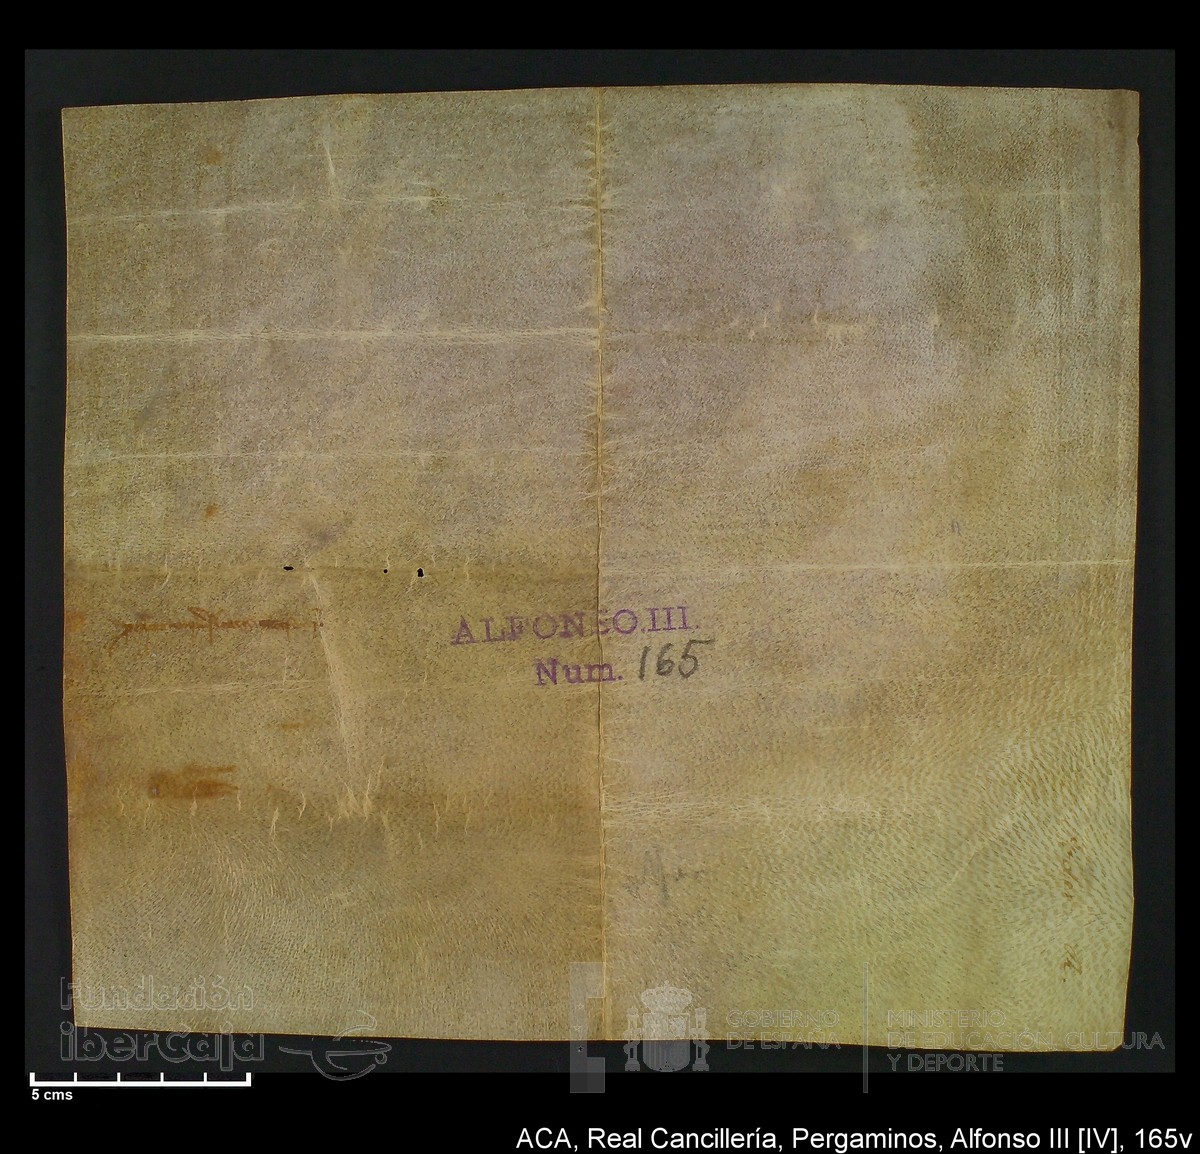 ALFONSO.III.
Num. 165
Fundación
iberCaja
GOBIERNO
DE ESPAÑA
MINISTERIO
DE EDUCACIÓN, CULTURA
Y DEPORTE
5 cms
ACA, Real Cancillería, Pergaminos, Alfonso III [IV], 165v